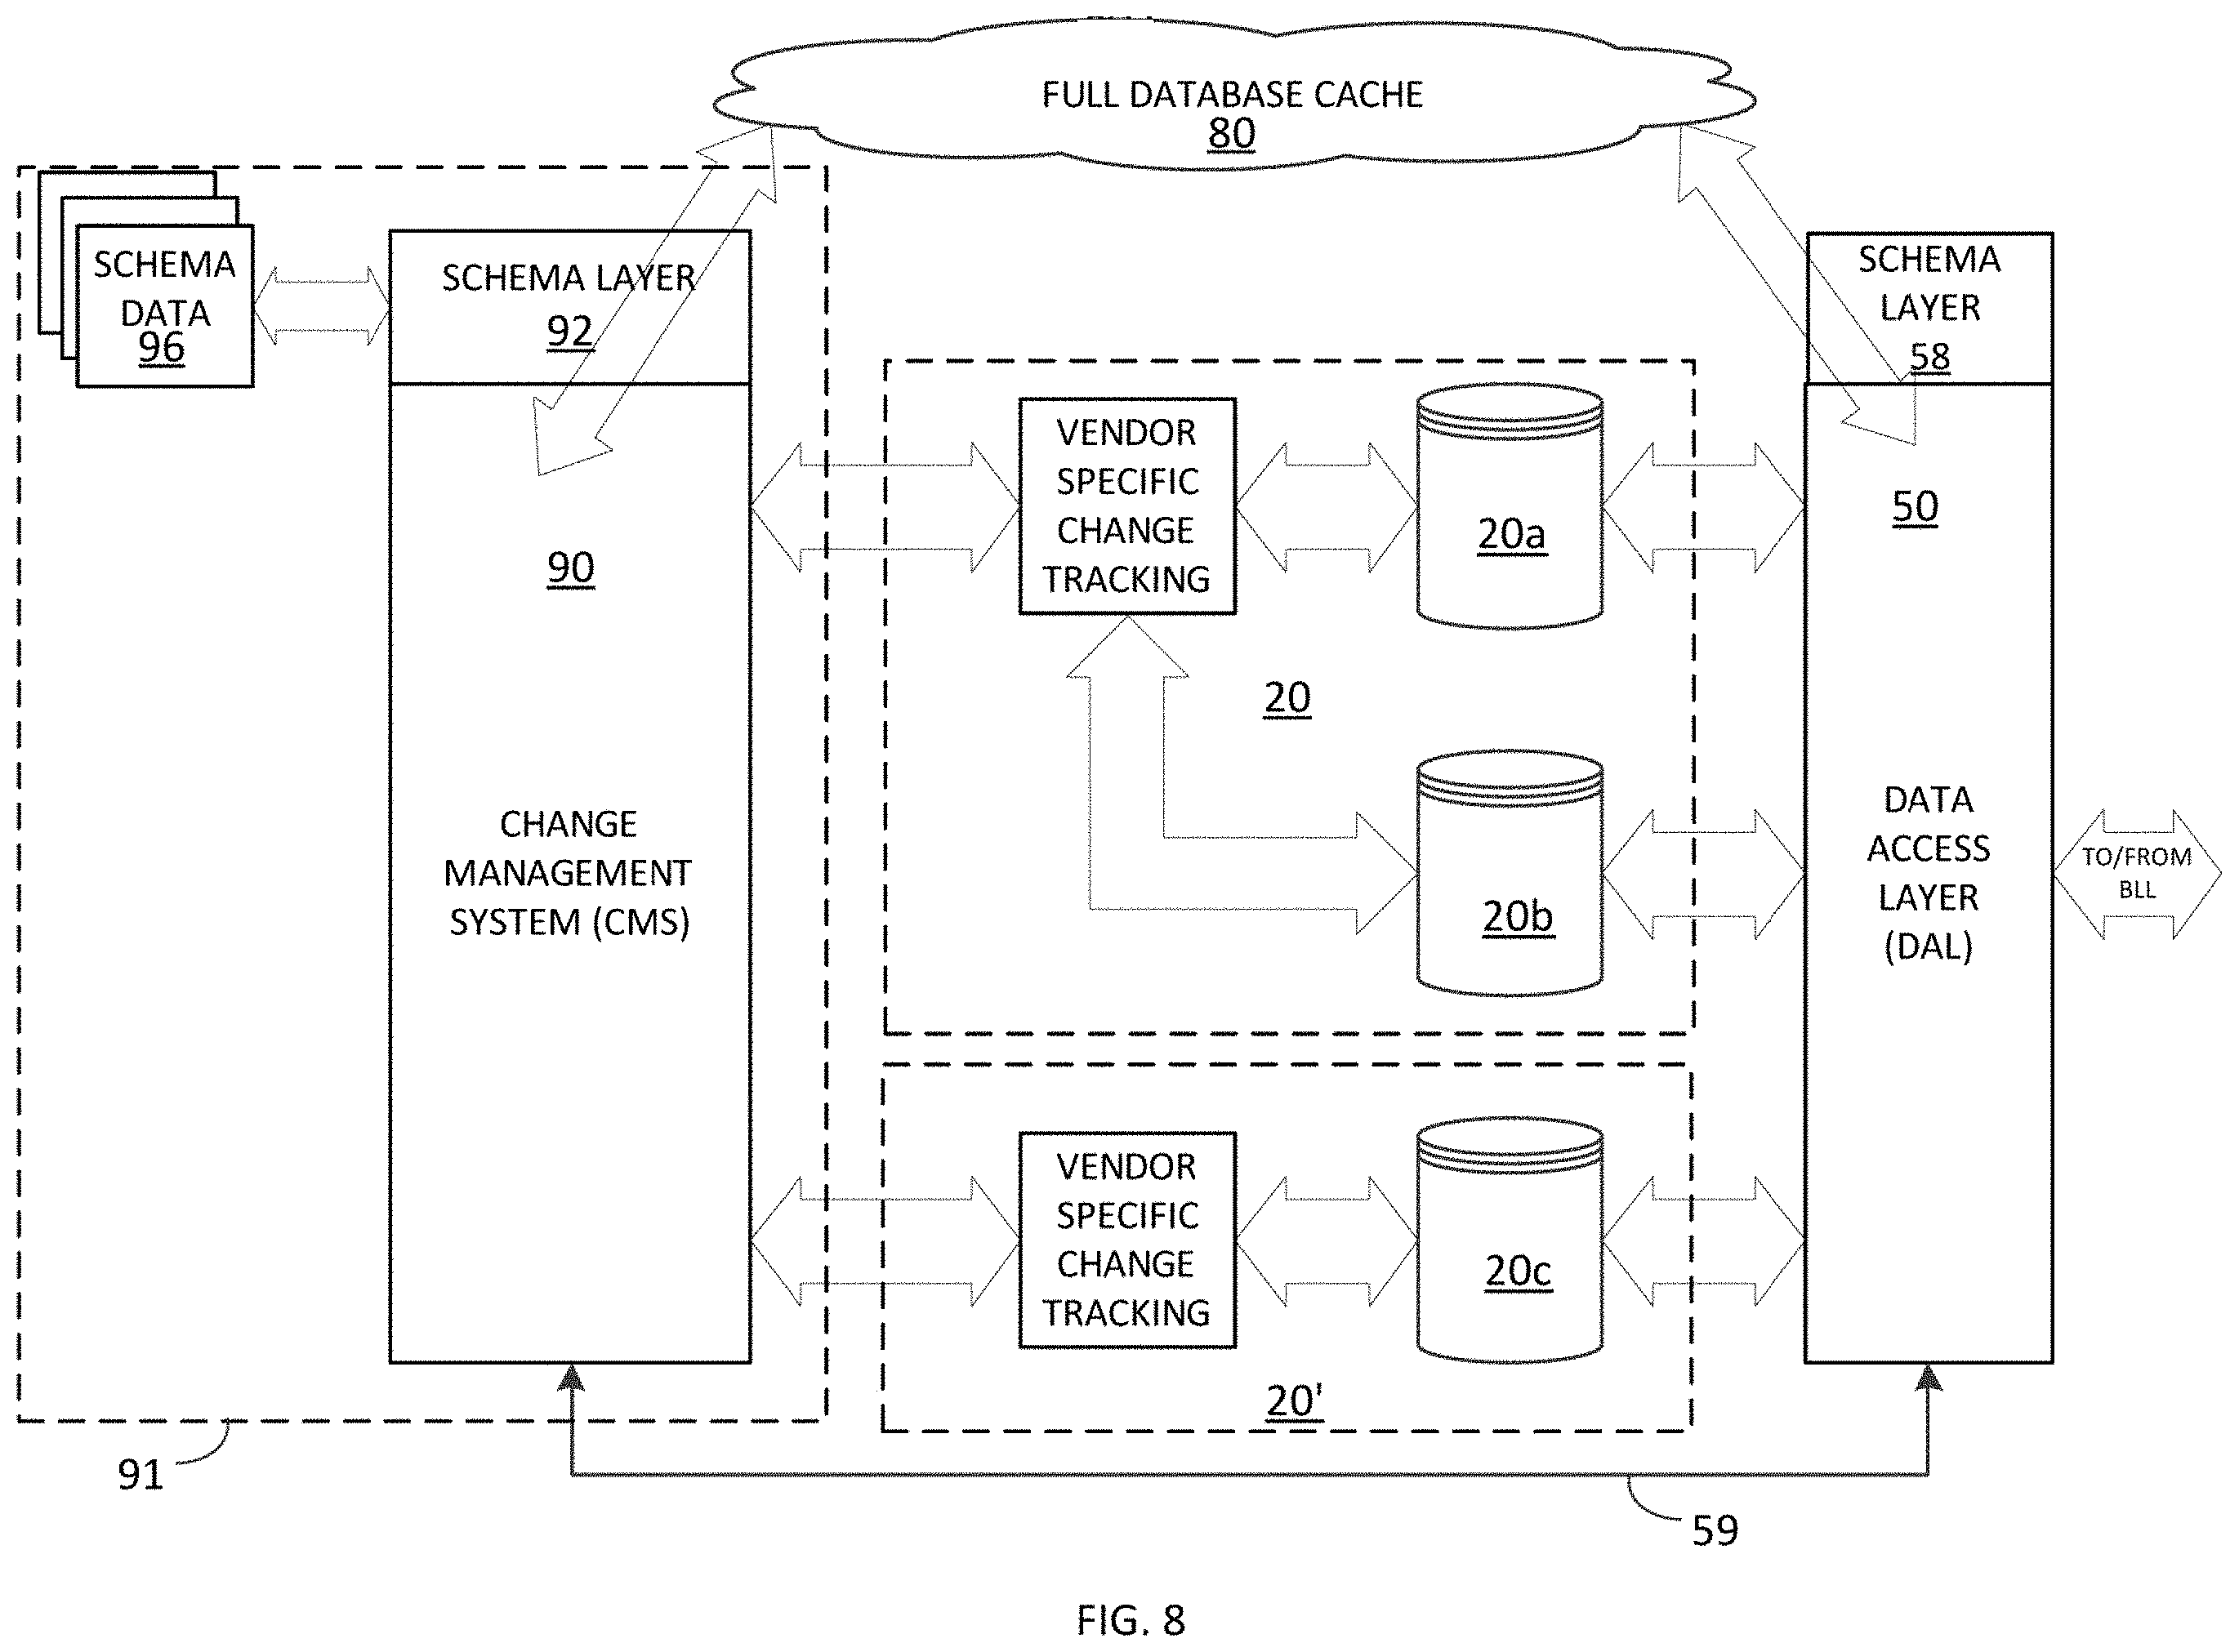 FULL DATABASE CACHE
80
SCHEMA
DATA
96
SCHEMA LAYER
92
90
CHANGE
MANAGEMENT
SYSTEM (CMS)
VENDOR
SPECIFIC
CHANGE
TRACKING
20a
20
20b
VENDOR
SPECIFIC
CHANGE
TRACKING
20c
20'
SCHEMA
LAYER
58
50
DATA
ACCESS
LAYER
(DAL)
TO/FROM
BLL
91
59
FIG. 8